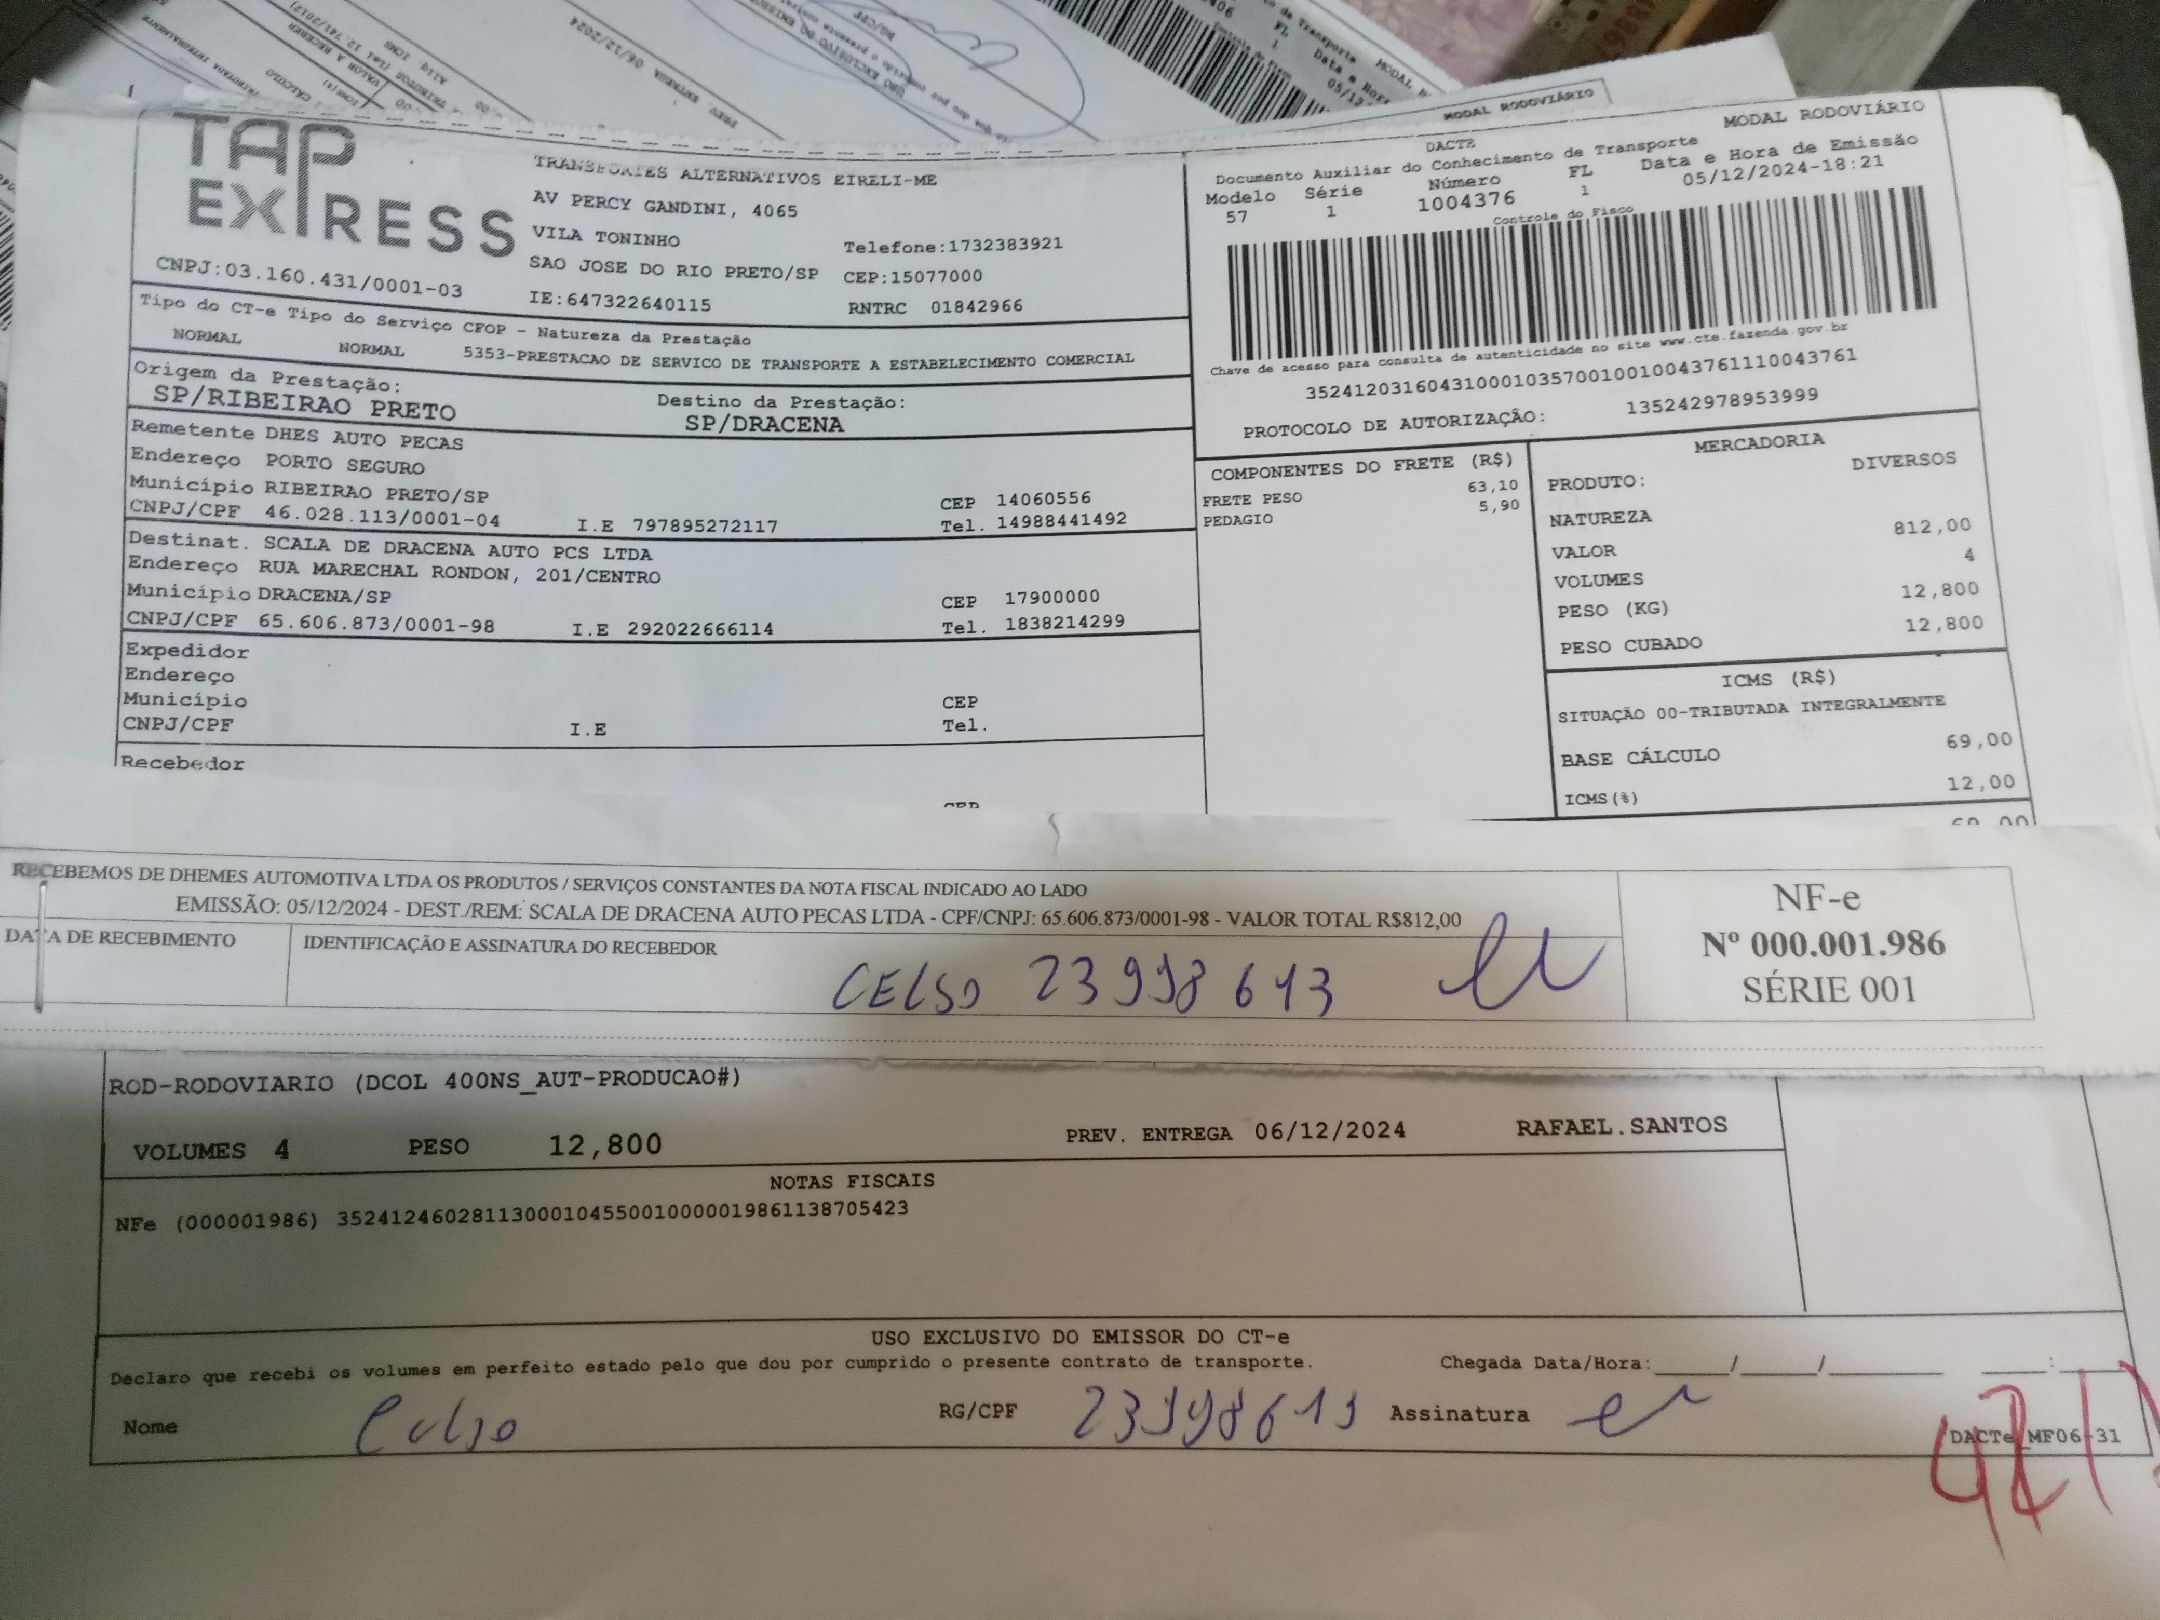 TAP EXPRESS
CNPJ:03.160.431/0001-03
TRANSPORTES ALTERNATIVOS EIRELI-ME
AV PERCY GANDINI, 4065
VILA TONINHO
Telefone:1732383921
SAO JOSE DO RIO PRETO/SP CEP:15077000
IE:647322640115 RNTRC 01842966
MODAL RODOVIÁRIO
MODAL RODOVIÁRIO
DACTE
Documento Auxiliar do Conhecimento de Transporte
Modelo Série Número FL Data e Hora de Emissão
57 1 1004376 1 05/12/2024-18:21
Controle do Fisco
Chave de acesso para consulta de autenticidade no site www.cte.fazenda.gov.br
35241203160431000103570010010043761110043761
PROTOCOLO DE AUTORIZAÇÃO: 135242978953999
Tipo do CT-e Tipo do Serviço CFOP - Natureza da Prestação
NORMAL NORMAL 5353-PRESTACAO DE SERVICO DE TRANSPORTE A ESTABELECIMENTO COMERCIAL
Origem da Prestação: Destino da Prestação:
SP/RIBEIRAO PRETO SP/DRACENA
Remetente DHES AUTO PECAS
Endereço PORTO SEGURO
Município RIBEIRAO PRETO/SP CEP 14060556
CNPJ/CPF 46.028.113/0001-04 I.E 797895272117 Tel. 14988441492
Destinat. SCALA DE DRACENA AUTO PCS LTDA
Endereço RUA MARECHAL RONDON, 201/CENTRO
Município DRACENA/SP CEP 17900000
CNPJ/CPF 65.606.873/0001-98 I.E 292022666114 Tel. 1838214299
Expedidor
Endereço
Município CEP
CNPJ/CPF I.E Tel.
Recebedor
CEP
COMPONENTES DO FRETE (R$)
FRETE PESO 63,10
PEDAGIO 5,90
MERCADORIA
PRODUTO: DIVERSOS
NATUREZA
VALOR 812,00
VOLUMES 4
PESO (KG) 12,800
PESO CUBADO 12,800
ICMS (R$)
SITUAÇÃO 00-TRIBUTADA INTEGRALMENTE
BASE CÁLCULO 69,00
ICMS(%) 12,00
RECEBEMOS DE DHEMES AUTOMOTIVA LTDA OS PRODUTOS / SERVIÇOS CONSTANTES DA NOTA FISCAL INDICADO AO LADO
EMISSÃO: 05/12/2024 - DEST./REM: SCALA DE DRACENA AUTO PECAS LTDA - CPF/CNPJ: 65.606.873/0001-98 - VALOR TOTAL R$812,00
DATA DE RECEBIMENTO IDENTIFICAÇÃO E ASSINATURA DO RECEBEDOR
CELSO 23998613
NF-e
Nº 000.001.986
SÉRIE 001
ROD-RODOVIARIO (DCOL 400NS_AUT-PRODUCAO#)
VOLUMES 4 PESO 12,800 PREV. ENTREGA 06/12/2024 RAFAEL.SANTOS
NOTAS FISCAIS
NFe (000001986) 35241246028113000104550010000019861138705423
USO EXCLUSIVO DO EMISSOR DO CT-e
Declaro que recebi os volumes em perfeito estado pelo que dou por cumprido o presente contrato de transporte. Chegada Data/Hora:_____/_____/_______ ____:____
Nome Celso RG/CPF 23998613 Assinatura
DACTe_MF06-31